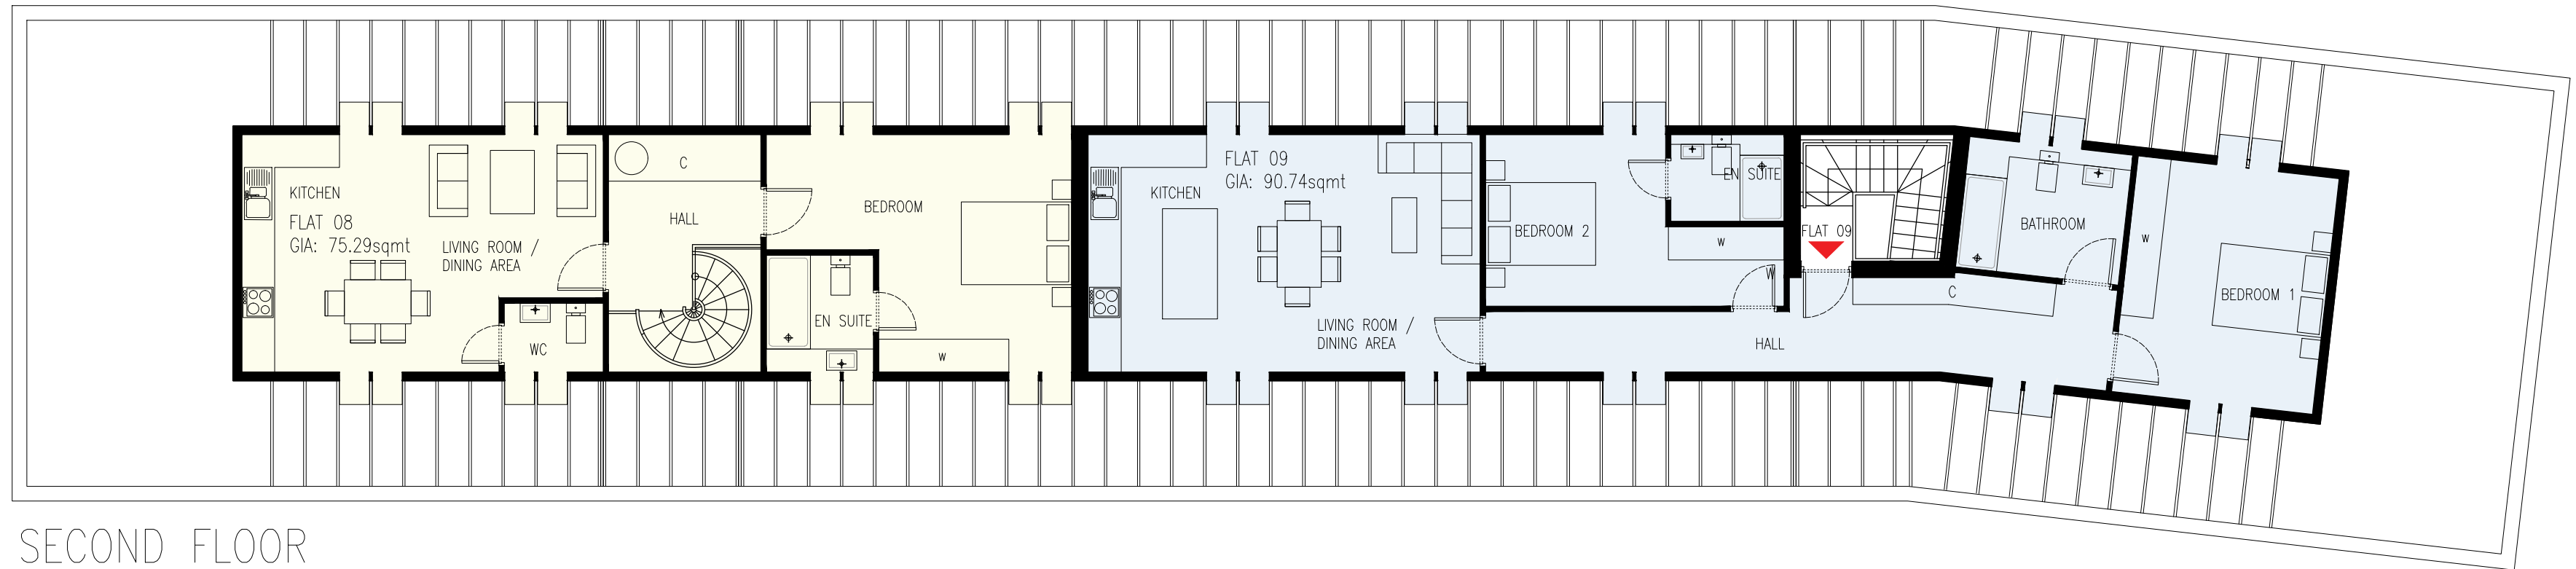 KITCHEN
FLAT 08
GIA: 75.29sqmt
LIVING ROOM /
DINING AREA
WC
C
HALL
BEDROOM
EN SUITE
W
FLAT 09
GIA: 90.74sqmt
KITCHEN
LIVING ROOM /
DINING AREA
BEDROOM 2
EN SUITE
W
W
FLAT 09
HALL
C
BATHROOM
W
BEDROOM 1
SECOND FLOOR